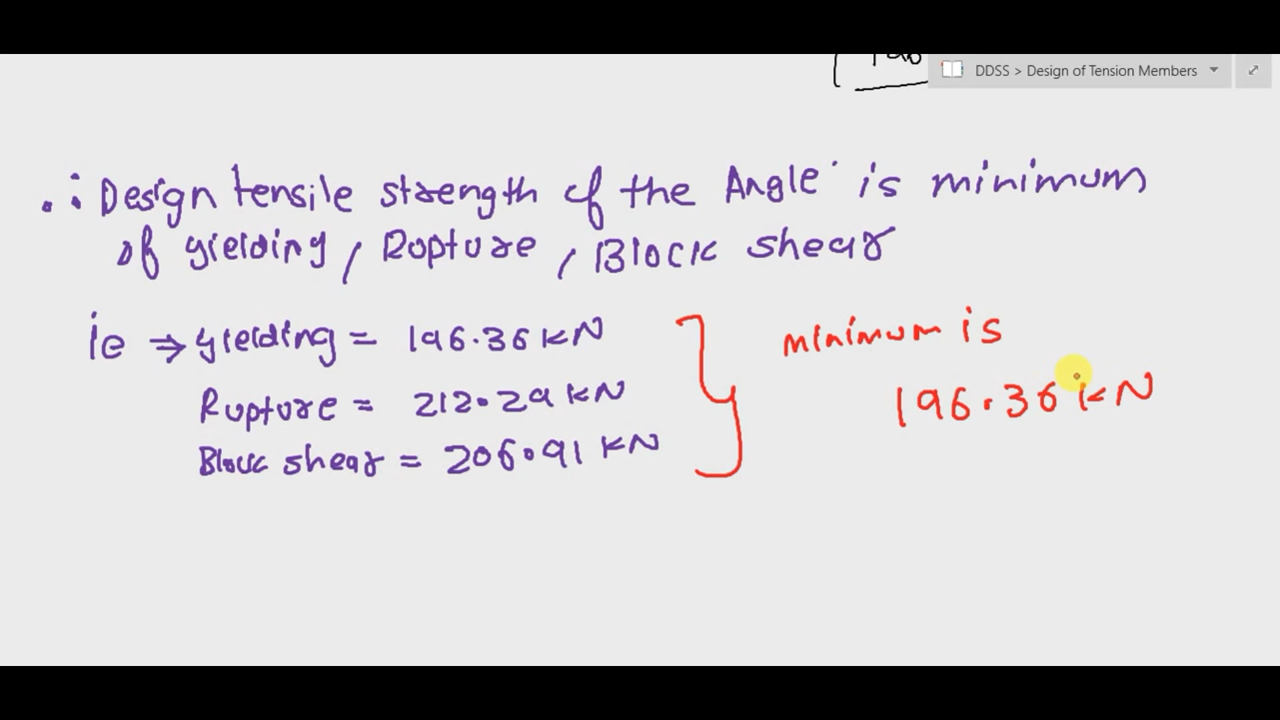 DDSS > Design of Tension Members
∴ Design tensile strength of the Angle is minimum
of yielding, Rupture, Block shear
ie ⇒ yielding = 196.36 KN
Rupture = 212.29 KN
Block shear = 206.91 KN
minimum is
196.36 KN